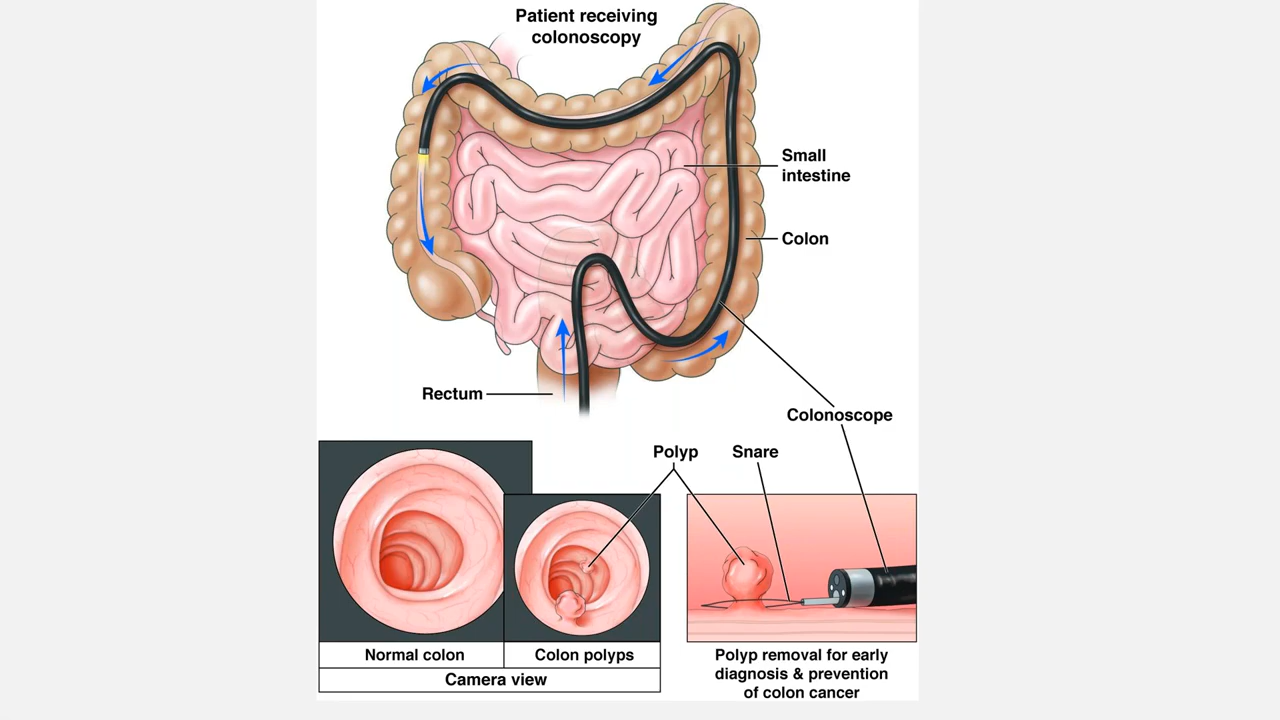 Patient receiving
colonoscopy
Small
intestine
Colon
Rectum
Colonoscope
Polyp
Snare
Normal colon
Colon polyps
Camera view
Polyp removal for early
diagnosis & prevention
of colon cancer